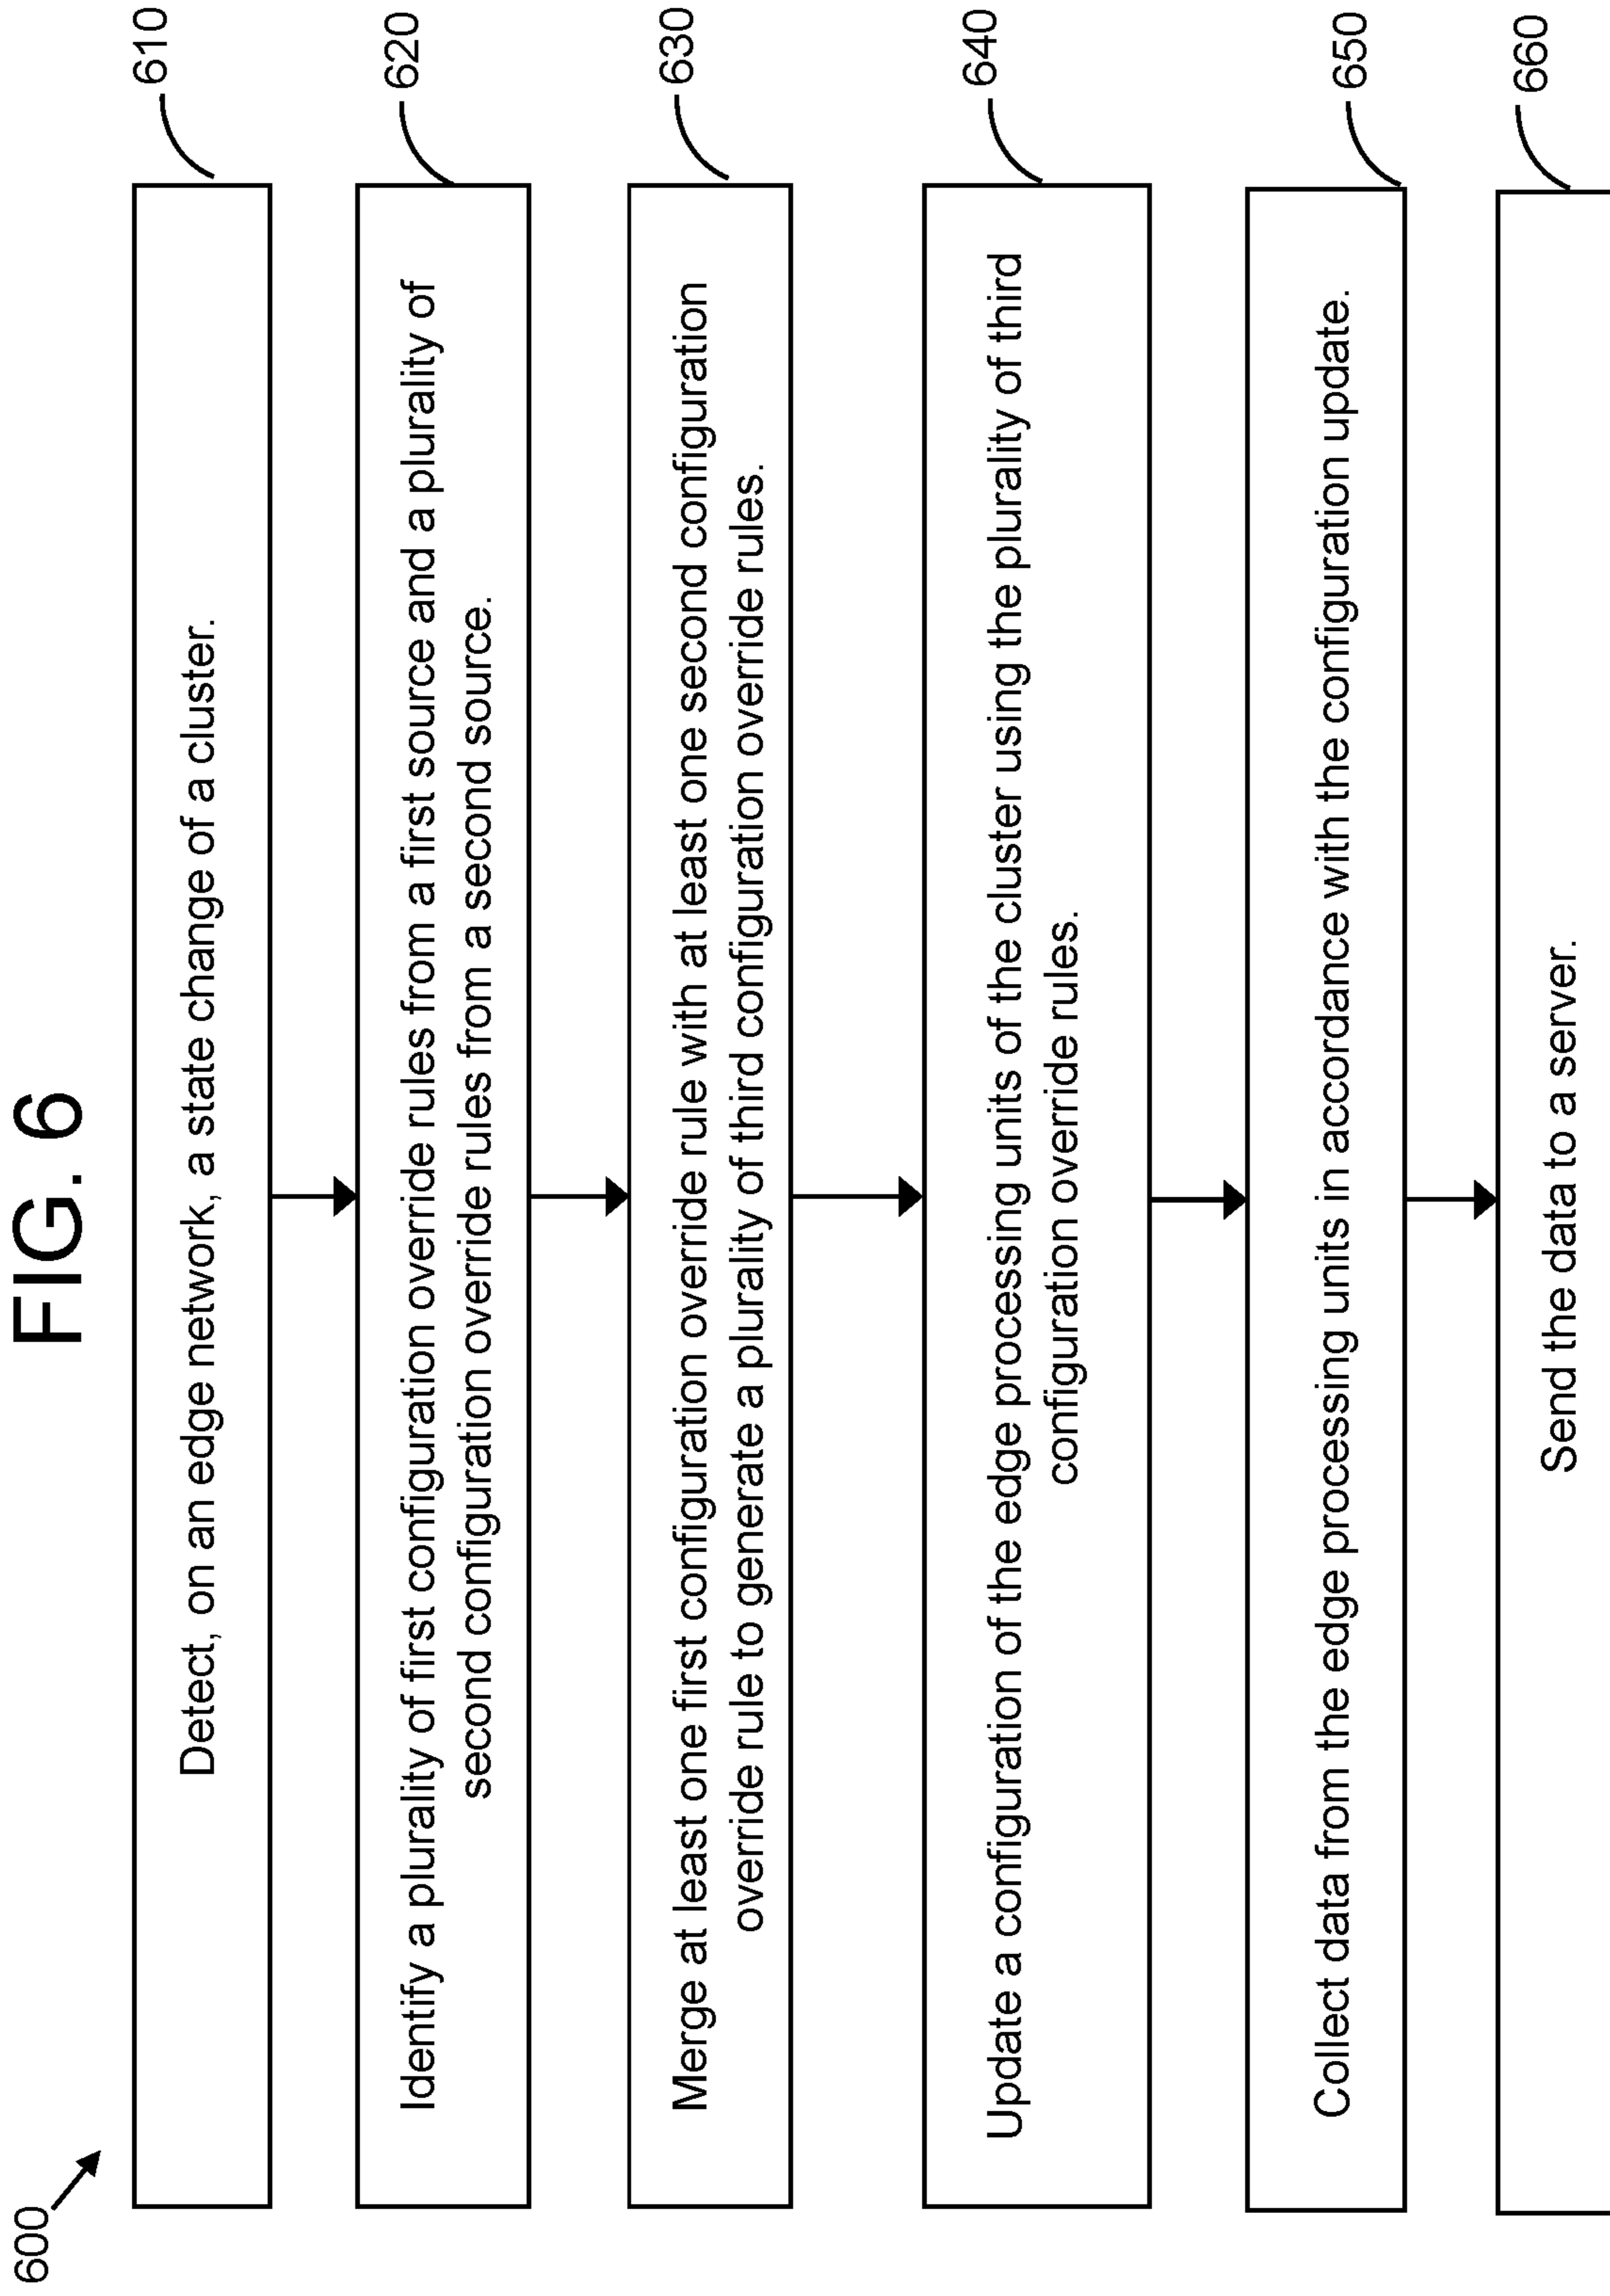 FIG. 6
600
610
Detect, on an edge network, a state change of a cluster.
620
Identify a plurality of first configuration override rules from a first source and a plurality of
second configuration override rules from a second source.
630
Merge at least one first configuration override rule with at least one second configuration
override rule to generate a plurality of third configuration override rules.
640
Update a configuration of the edge processing units of the cluster using the plurality of third
configuration override rules.
650
Collect data from the edge processing units in accordance with the configuration update.
660
Send the data to a server.